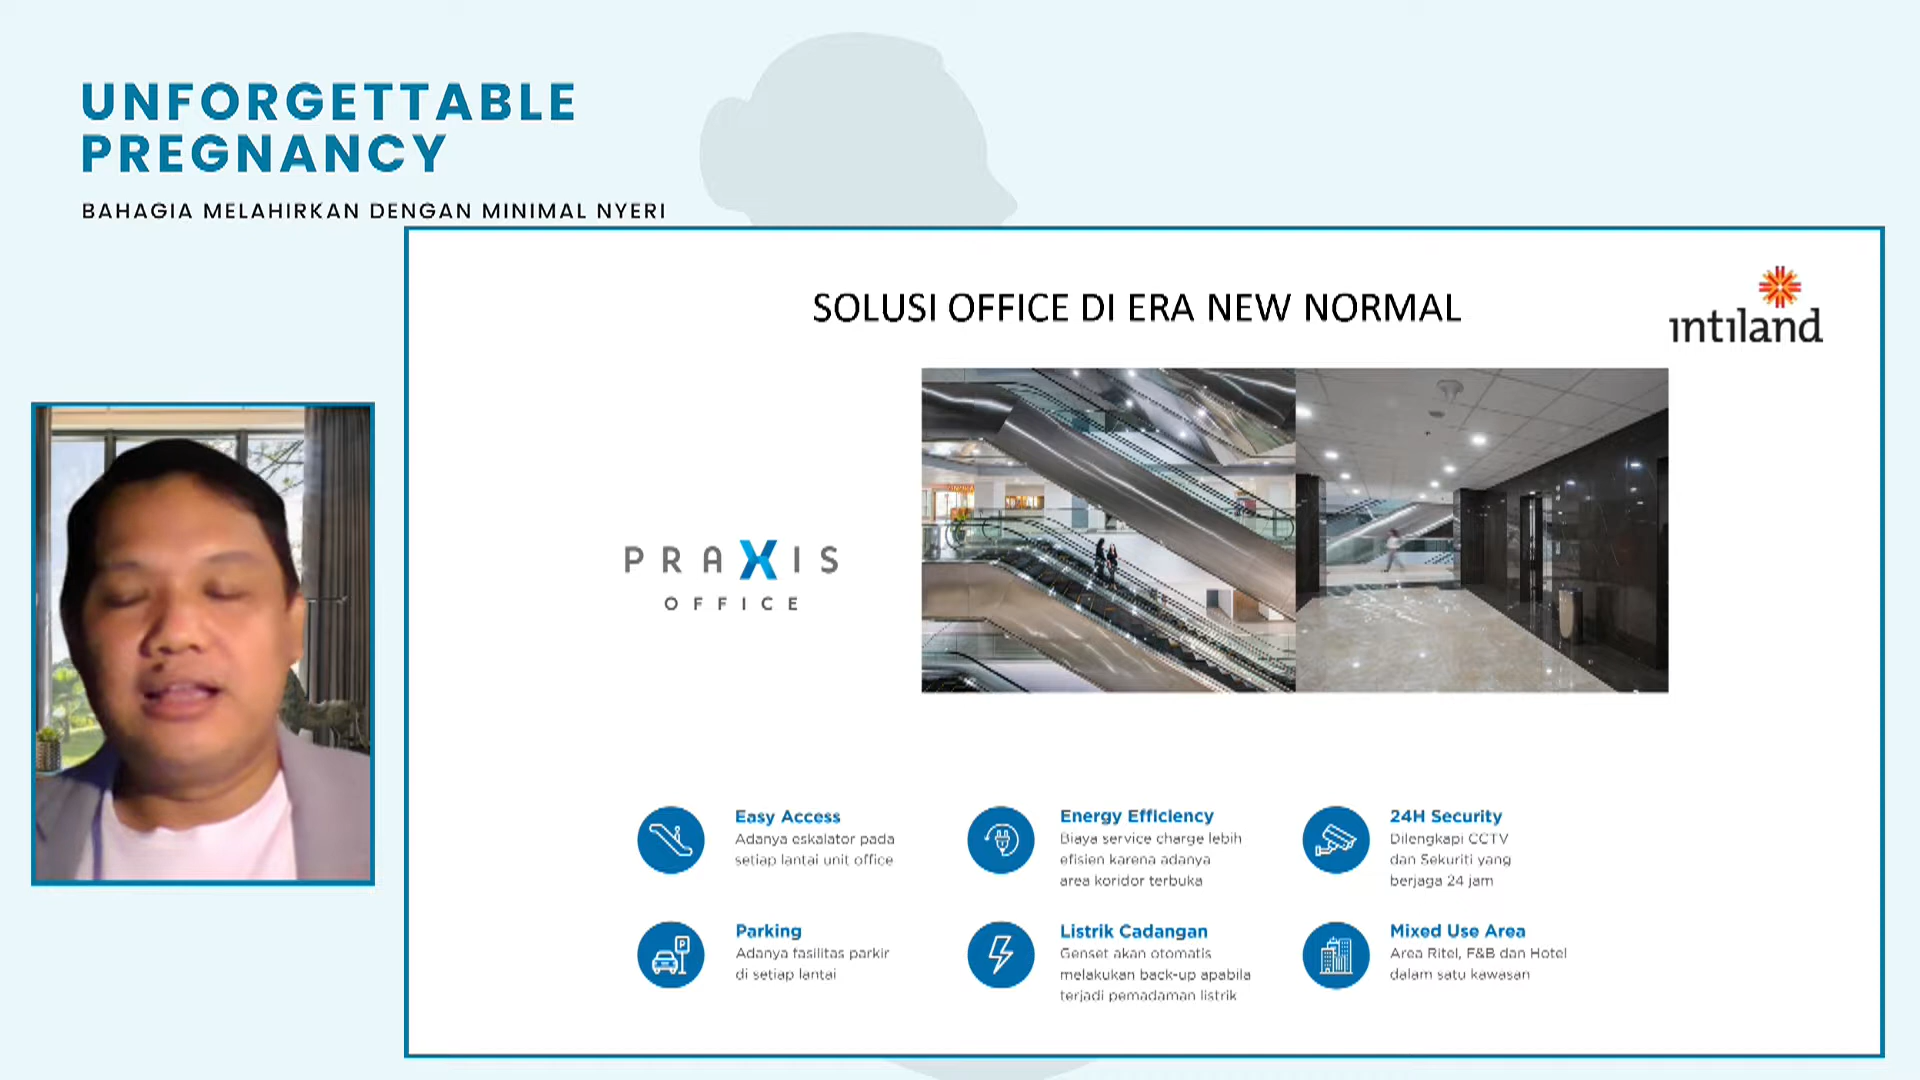 UNFORGETTABLE
PREGNANCY
BAHAGIA MELAHIRKAN DENGAN MINIMAL NYERI
SOLUSI OFFICE DI ERA NEW NORMAL
intiland
PRAXIS
OFFICE
Easy Access
Adanya eskalator pada
setiap lantai unit office
Energy Efficiency
Biaya service charge lebih
efisien karena adanya
area koridor terbuka
24H Security
Dilengkapi CCTV
dan Sekuriti yang
berjaga 24 jam
Parking
Adanya fasilitas parkir
di setiap lantai
Listrik Cadangan
Genset akan otomatis
melakukan back-up apabila
terjadi pemadaman listrik
Mixed Use Area
Area Ritel, F&B dan Hotel
dalam satu kawasan